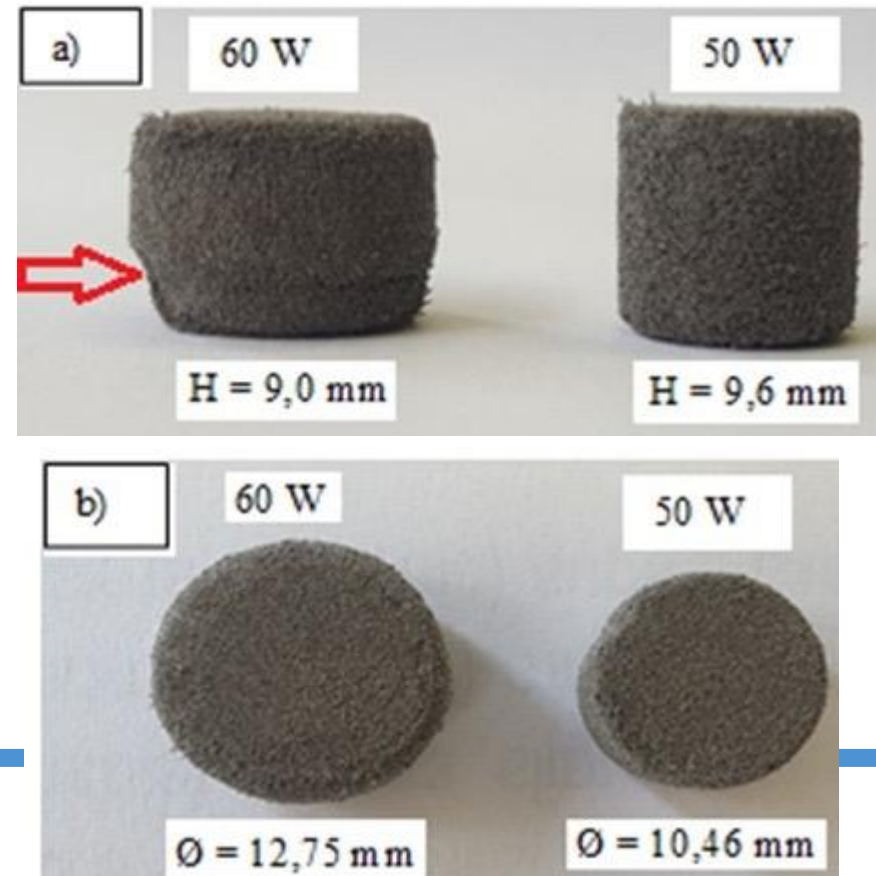 a)
60 W
50 W
H = 9,0 mm
H = 9,6 mm
b)
60 W
50 W
Ø = 12,75 mm
Ø = 10,46 mm